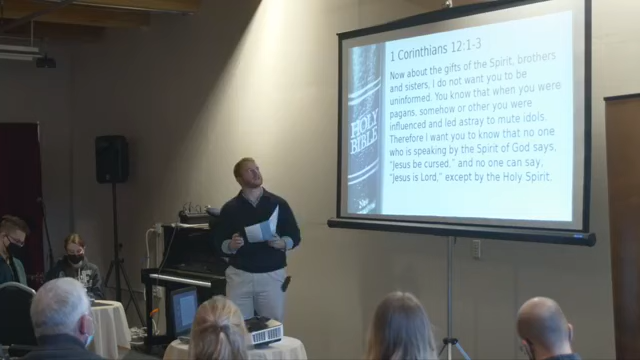 1 Corinthians 12:1-3
Now about the gifts of the Spirit, brothers
and sisters, I do not want you to be
uninformed. You know that when you were
pagans, somehow or other you were
influenced and led astray to mute idols.
Therefore I want you to know that no one
who is speaking by the Spirit of God says,
"Jesus be cursed," and no one can say,
"Jesus is Lord," except by the Holy Spirit.
HOLY
BIBLE